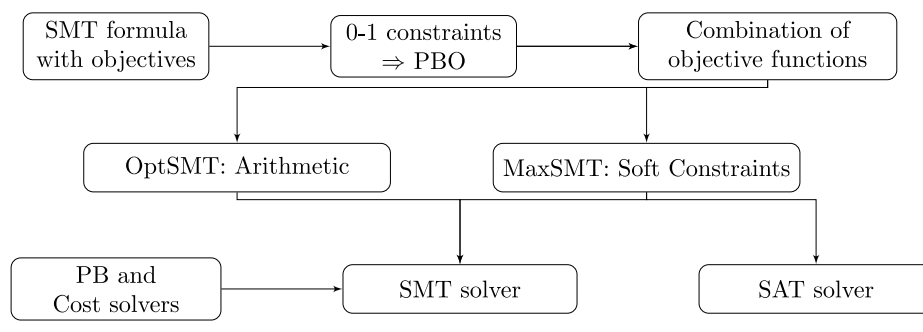 SMT formula
with objectives
0-1 constraints
⇒ PBO
Combination of
objective functions
OptSMT: Arithmetic
MaxSMT: Soft Constraints
PB and
Cost solvers
SMT solver
SAT solver